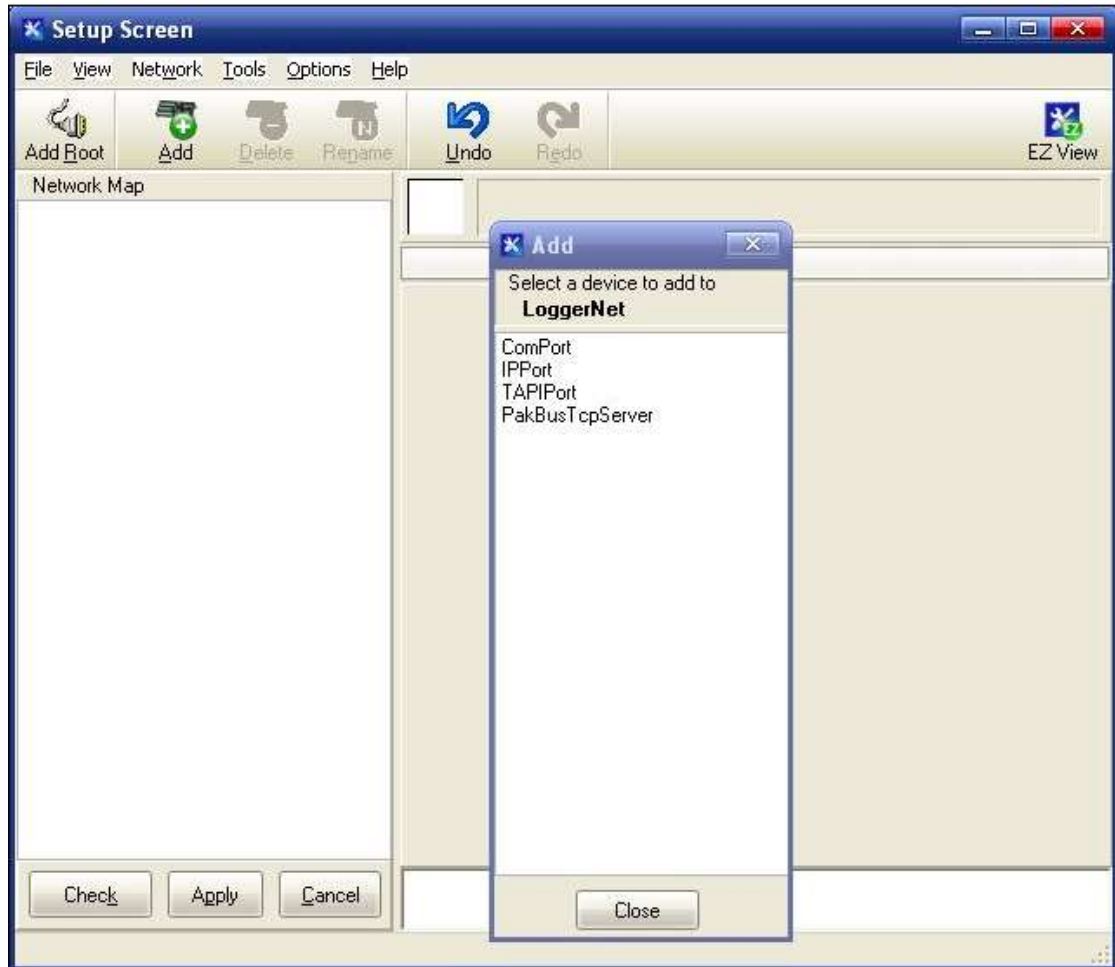 Setup Screen
File View Network Tools Options Help
Add Root Add Delete Rename Undo Redo EZ View
Network Map
Add
Select a device to add to
LoggerNet
ComPort
IPPort
TAPIPort
PakBusTcpServer
Check Apply Cancel
Close